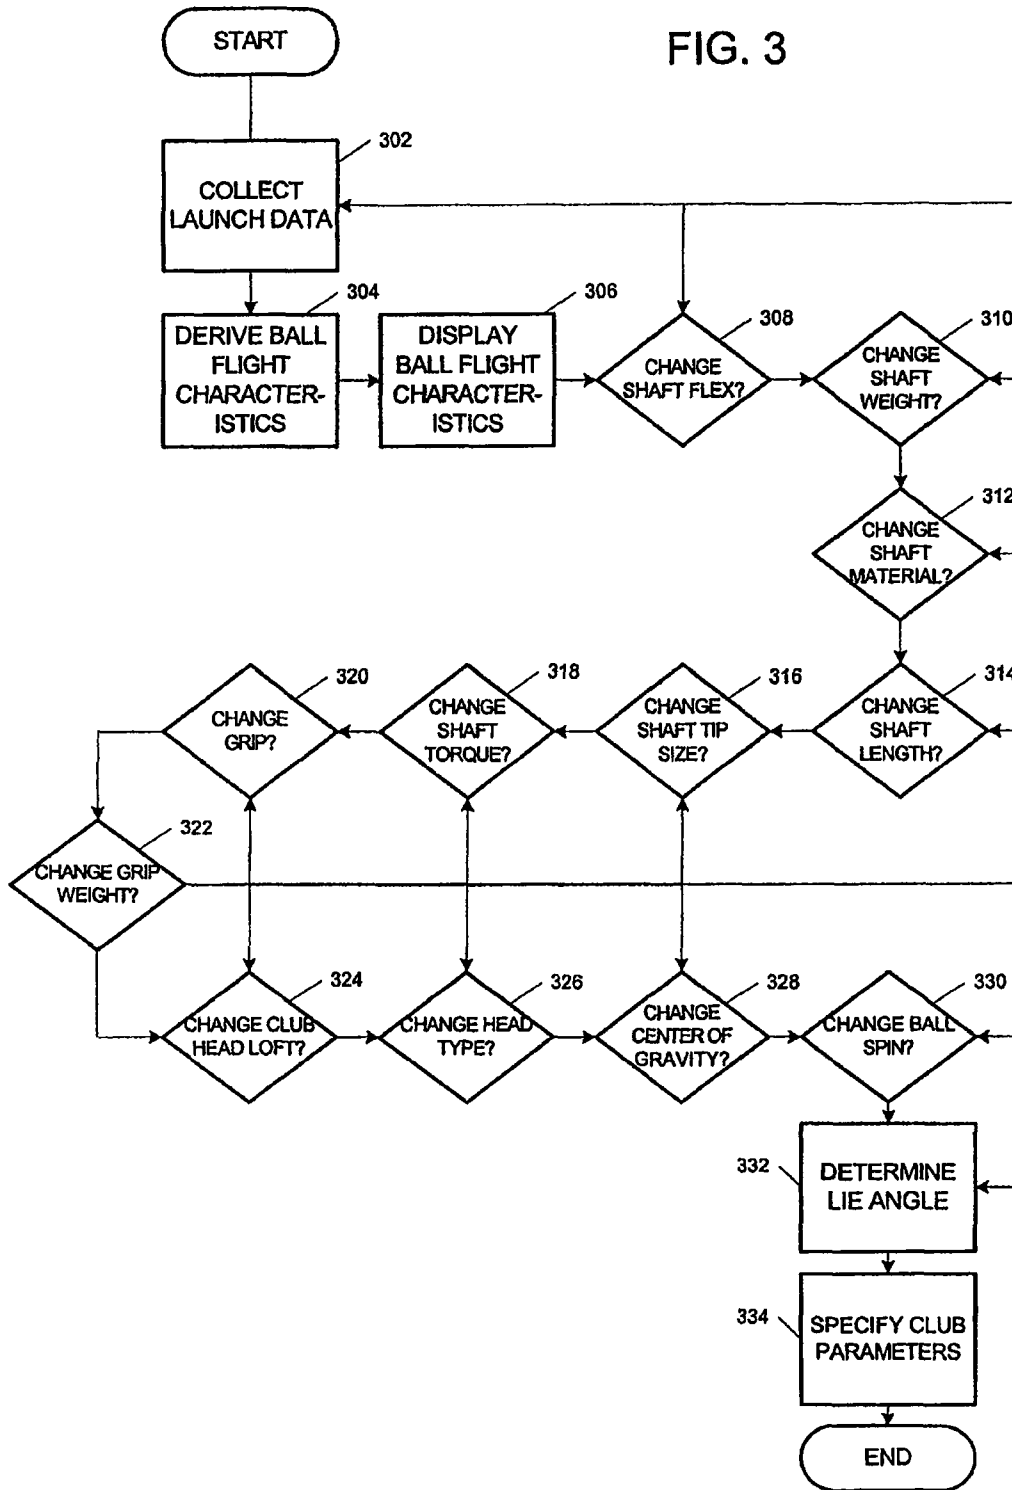 START
FIG. 3
302
COLLECT
LAUNCH DATA
304
DERIVE BALL
FLIGHT
CHARACTER-
ISTICS
306
DISPLAY
BALL FLIGHT
CHARACTER-
ISTICS
308
CHANGE
SHAFT FLEX?
310
CHANGE
SHAFT
WEIGHT?
312
CHANGE
SHAFT
MATERIAL?
314
CHANGE
SHAFT
LENGTH?
316
CHANGE
SHAFT TIP
SIZE?
318
CHANGE
SHAFT
TORQUE?
320
CHANGE
GRIP?
322
CHANGE GRIP
WEIGHT?
324
CHANGE CLUB
HEAD LOFT?
326
CHANGE HEAD
TYPE?
328
CHANGE
CENTER OF
GRAVITY?
330
CHANGE BALL
SPIN?
332
DETERMINE
LIE ANGLE
334
SPECIFY CLUB
PARAMETERS
END